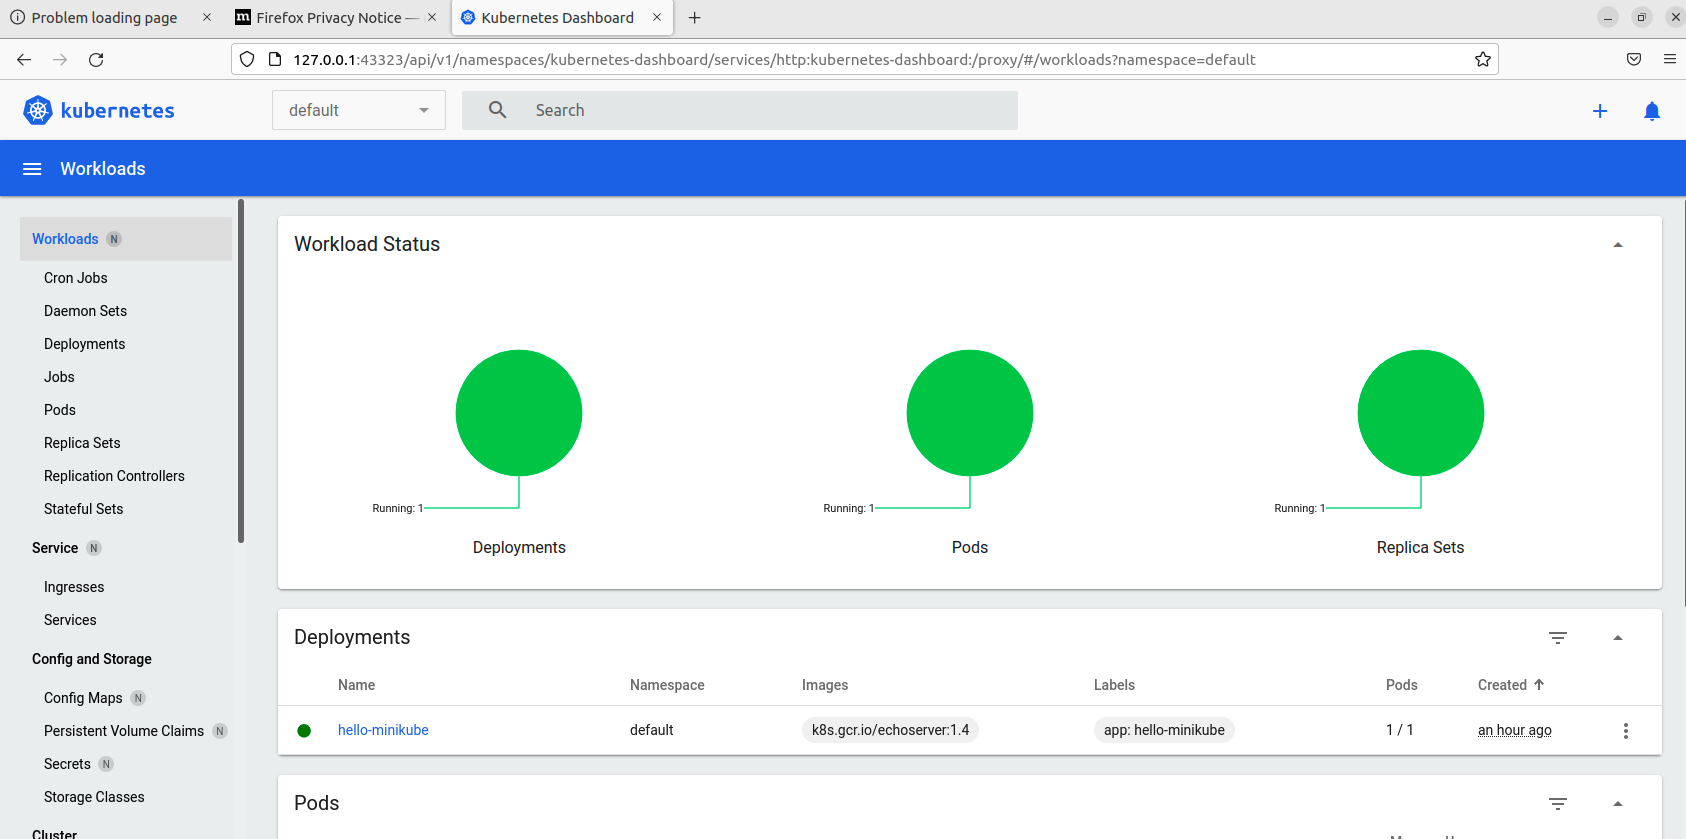 Problem loading page
Firefox Privacy Notice —
Kubernetes Dashboard
127.0.0.1:43323/api/v1/namespaces/kubernetes-dashboard/services/http:kubernetes-dashboard:/proxy/#/workloads?namespace=default
kubernetes
default
Search
Workloads
Workloads N
Cron Jobs
Daemon Sets
Deployments
Jobs
Pods
Replica Sets
Replication Controllers
Stateful Sets
Service N
Ingresses
Services
Config and Storage
Config Maps N
Persistent Volume Claims N
Secrets N
Storage Classes
Cluster
Workload Status
Running: 1
Deployments
Running: 1
Pods
Running: 1
Replica Sets
Deployments
Name Namespace Images Labels Pods Created
hello-minikube default k8s.gcr.io/echoserver:1.4 app: hello-minikube 1 / 1 an hour ago
Pods